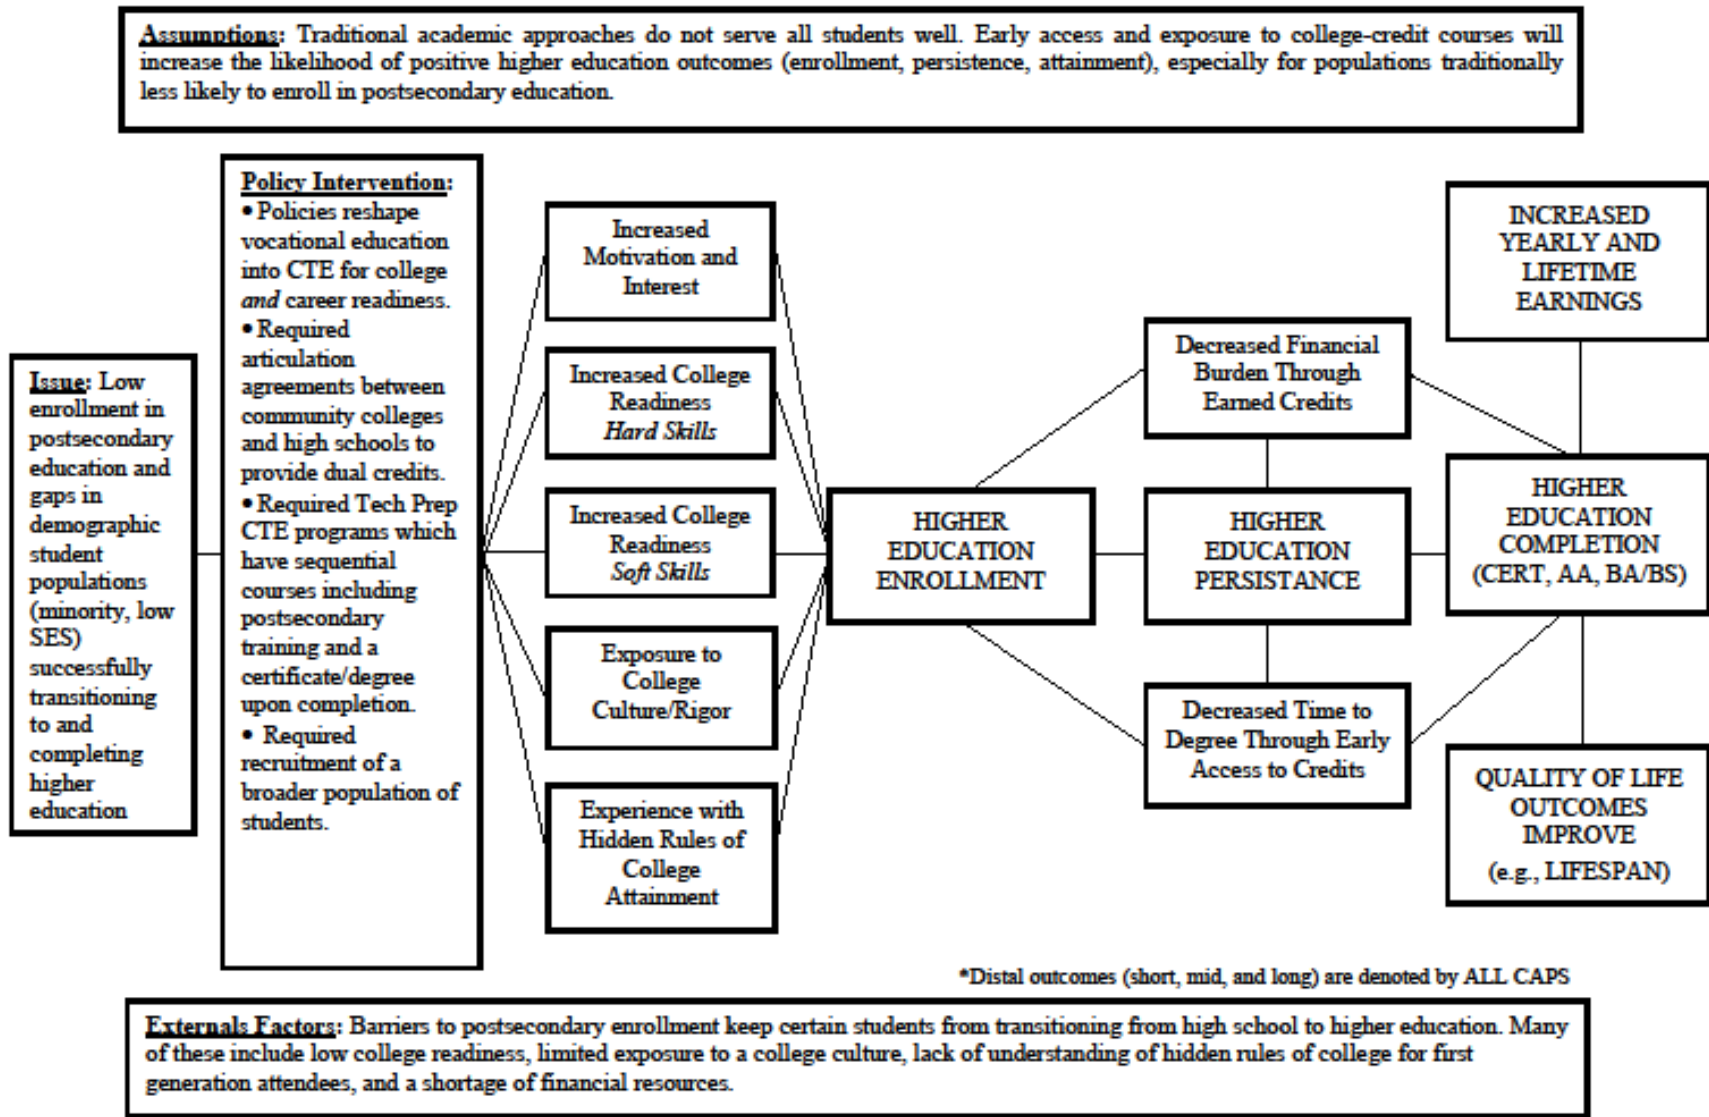 Assumptions: Traditional academic approaches do not serve all students well. Early access and exposure to college-credit courses will
increase the likelihood of positive higher education outcomes (enrollment, persistence, attainment), especially for populations traditionally
less likely to enroll in postsecondary education.
Issue: Low
enrollment in
postsecondary
education and
gaps in
demographic
student
populations
(minority, low
SES)
successfully
transitioning
to and
completing
higher
education
Policy Intervention:
• Policies reshape
vocational education
into CTE for college
and career readiness.
• Required
articulation
agreements between
community colleges
and high schools to
provide dual credits.
• Required Tech Prep
CTE programs which
have sequential
courses including
postsecondary
training and a
certificate/degree
upon completion.
• Required
recruitment of a
broader population of
students.
Increased
Motivation and
Interest
Increased College
Readiness
Hard Skills
Increased College
Readiness
Soft Skills
Exposure to
College
Culture/Rigor
Experience with
Hidden Rules of
College
Attainment
HIGHER
EDUCATION
ENROLLMENT
Decreased Financial
Burden Through
Earned Credits
HIGHER
EDUCATION
PERSISTANCE
Decreased Time to
Degree Through Early
Access to Credits
INCREASED
YEARLY AND
LIFETIME
EARNINGS
HIGHER
EDUCATION
COMPLETION
(CERT, AA, BA/BS)
QUALITY OF LIFE
OUTCOMES
IMPROVE
(e.g., LIFESPAN)
*Distal outcomes (short, mid, and long) are denoted by ALL CAPS
Externals Factors: Barriers to postsecondary enrollment keep certain students from transitioning from high school to higher education. Many
of these include low college readiness, limited exposure to a college culture, lack of understanding of hidden rules of college for first
generation attendees, and a shortage of financial resources.